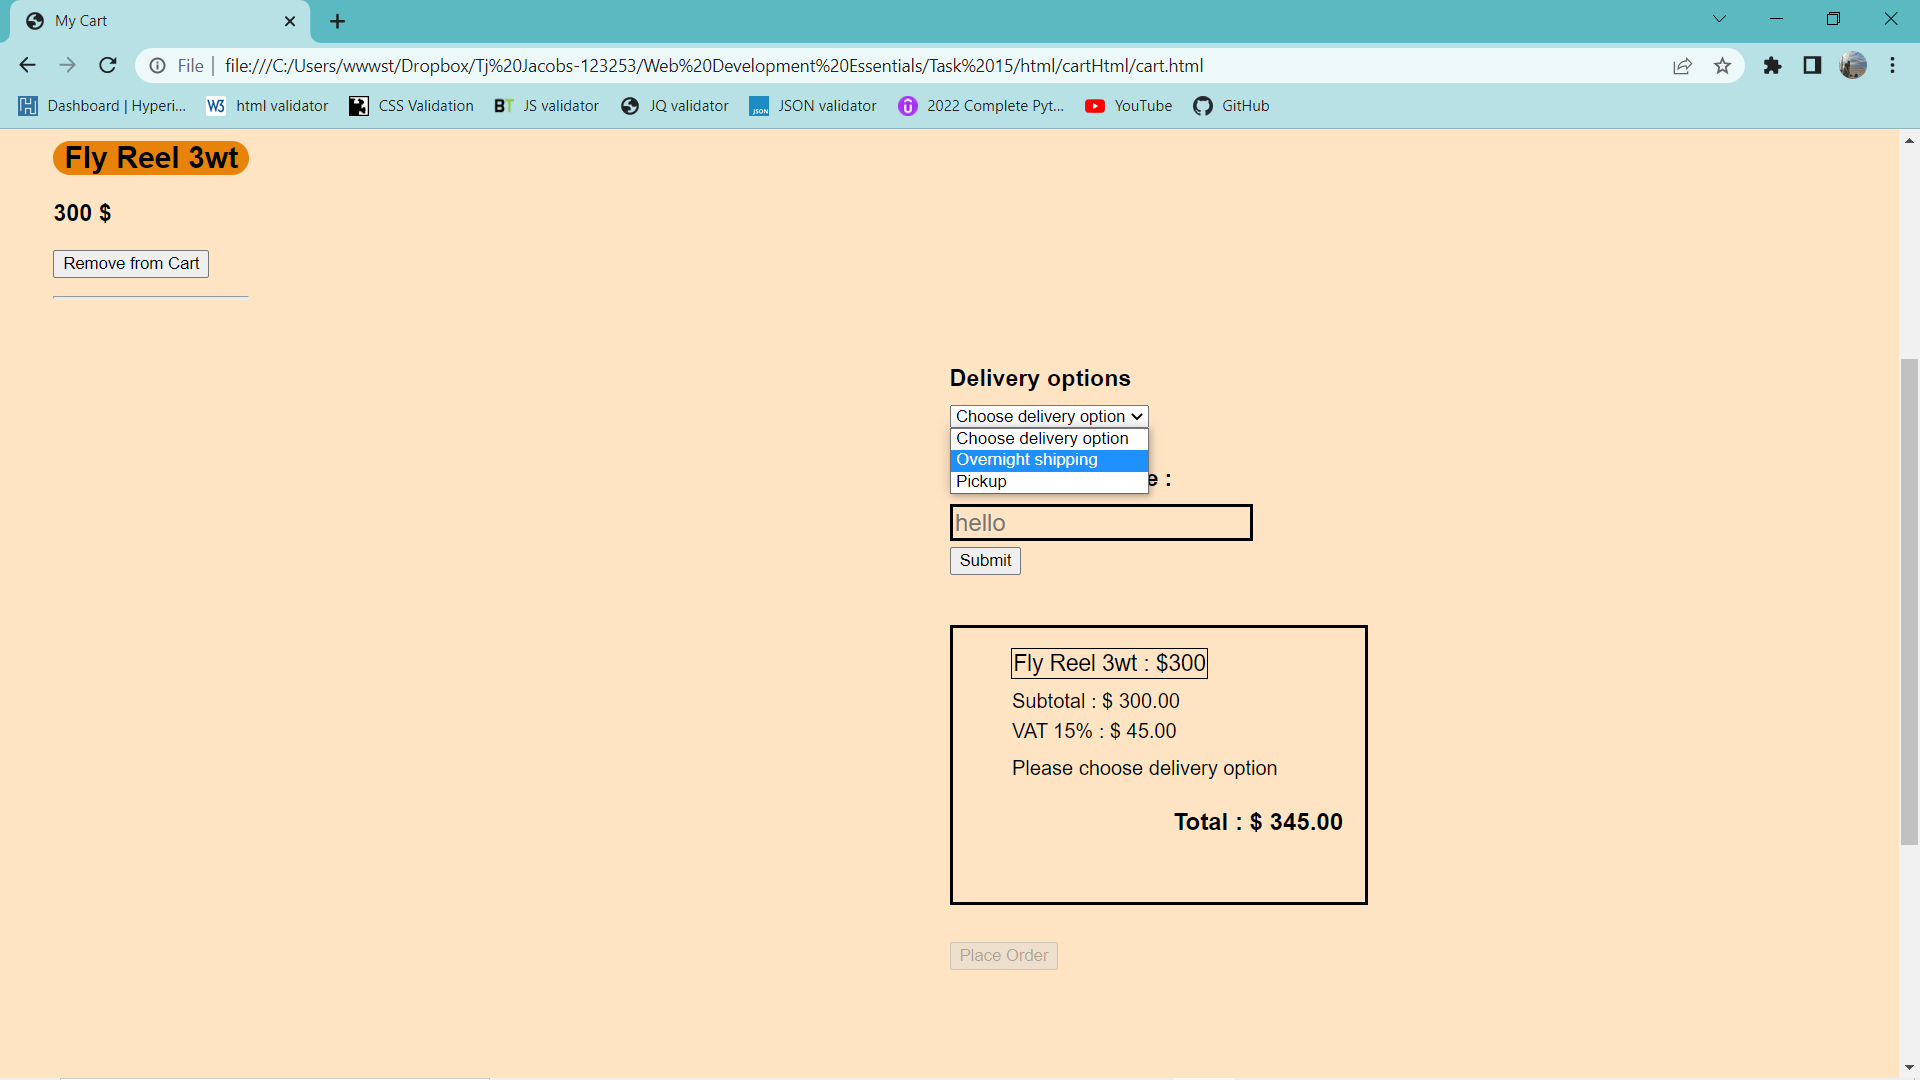 My Cart
File
file:///C:/Users/wwwst/Dropbox/Tj%20Jacobs-123253/Web%20Development%20Essentials/Task%2015/html/cartHtml/cart.html
Dashboard | Hyperi...
W3 html validator
CSS Validation
BT JS validator
JQ validator
JSON JSON validator
2022 Complete Pyt...
YouTube
GitHub
Fly Reel 3wt
300 $
Remove from Cart
Delivery options
Choose delivery option
Choose delivery option
Overnight shipping
Pickup
e :
hello
Submit
Fly Reel 3wt : $300
Subtotal : $ 300.00
VAT 15% : $ 45.00
Please choose delivery option
Total : $ 345.00
Place Order